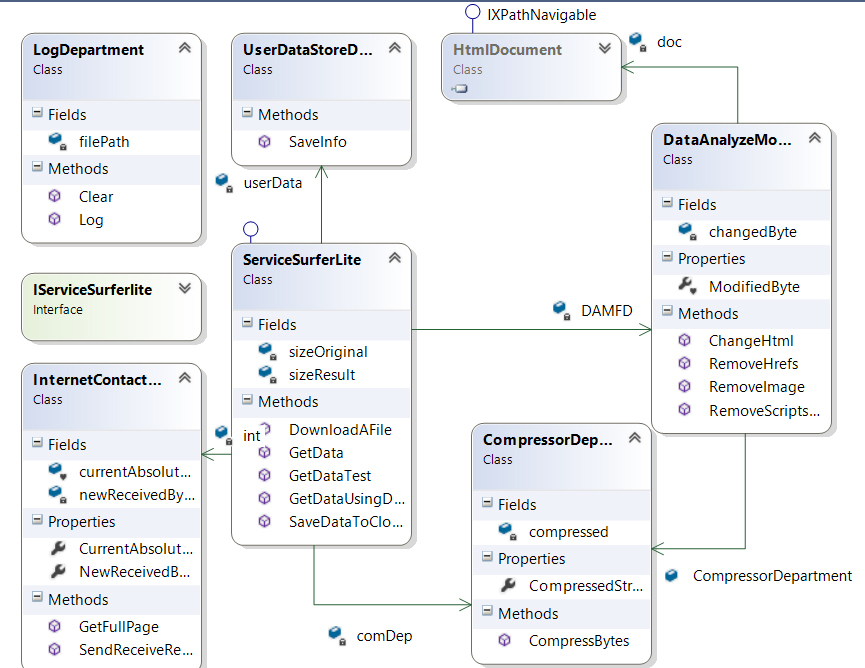 IXPathNavigable
LogDepartment
Class
Fields
filePath
Methods
Clear
Log
UserDataStoreD...
Class
Methods
SaveInfo
HtmlDocument
Class
doc
userData
DataAnalyzeMo...
Class
Fields
changedByte
Properties
ModifiedByte
Methods
ChangeHtml
RemoveHrefs
RemoveImage
RemoveScripts...
IServiceSurferlite
Interface
ServiceSurferLite
Class
Fields
sizeOriginal
sizeResult
Methods
DownloadAFile
GetData
GetDataTest
GetDataUsingD...
SaveDataToClo...
DAMFD
InternetContact...
Class
Fields
currentAbsolut...
newReceivedBy...
Properties
CurrentAbsolut...
NewReceivedB...
Methods
GetFullPage
SendReceiveRe...
int
CompressorDep...
Class
Fields
compressed
Properties
CompressedStr...
Methods
CompressBytes
CompressorDepartment
comDep